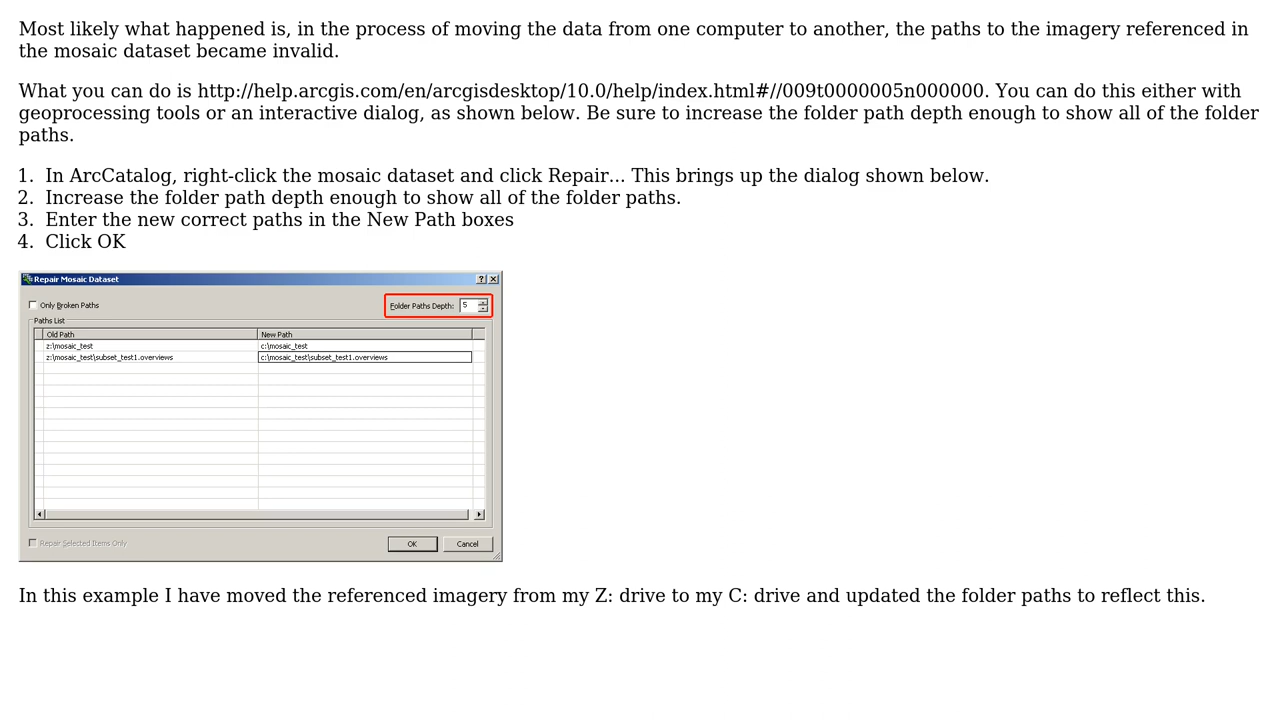 Most likely what happened is, in the process of moving the data from one computer to another, the paths to the imagery referenced in
the mosaic dataset became invalid.
What you can do is http://help.arcgis.com/en/arcgisdesktop/10.0/help/index.html#//009t0000005n000000. You can do this either with
geoprocessing tools or an interactive dialog, as shown below. Be sure to increase the folder path depth enough to show all of the folder
paths.
1. In ArcCatalog, right-click the mosaic dataset and click Repair... This brings up the dialog shown below.
2. Increase the folder path depth enough to show all of the folder paths.
3. Enter the new correct paths in the New Path boxes
4. Click OK
Repair Mosaic Dataset
Only Broken Paths Folder Paths Depth: 5
Paths List
Old Path New Path
z:\mosaic_test c:\mosaic_test
z:\mosaic_test\subset_test1.overviews c:\mosaic_test\subset_test1.overviews
Repair Selected Items Only OK Cancel
In this example I have moved the referenced imagery from my Z: drive to my C: drive and updated the folder paths to reflect this.